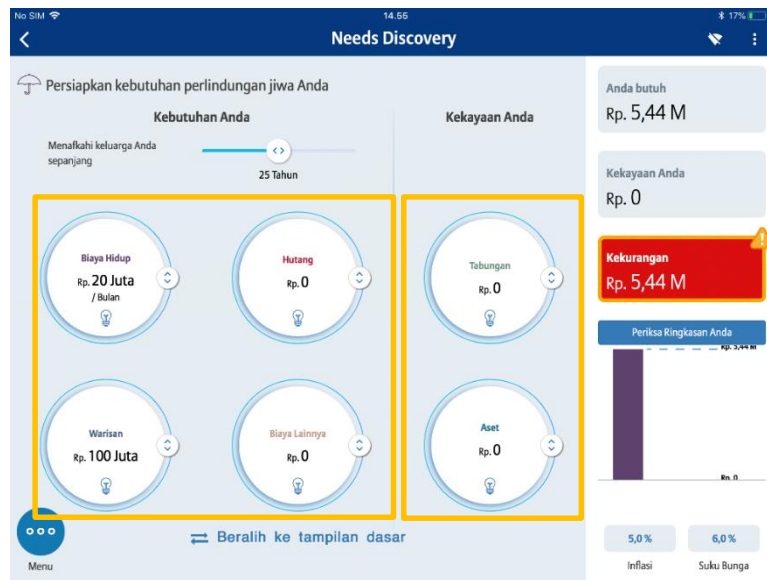 No SIM 14.55 17%
Needs Discovery
Persiapkan kebutuhan perlindungan jiwa Anda
Kebutuhan Anda
Kekayaan Anda
Menafkahi keluarga Anda
sepanjang
25 Tahun
Biaya Hidup
Rp. 20 Juta
/ Bulan
Hutang
Rp. 0
Tabungan
Rp. 0
Warisan
Rp. 100 Juta
Biaya Lainnya
Rp. 0
Aset
Rp. 0
Menu
Beralih ke tampilan dasar
Anda butuh
Rp. 5,44 M
Kekayaan Anda
Rp. 0
Kekurangan
Rp. 5,44 M
Periksa Ringkasan Anda
Rp. 5,44 M
Rp. 0
5,0 % 6,0 %
Inflasi Suku Bunga